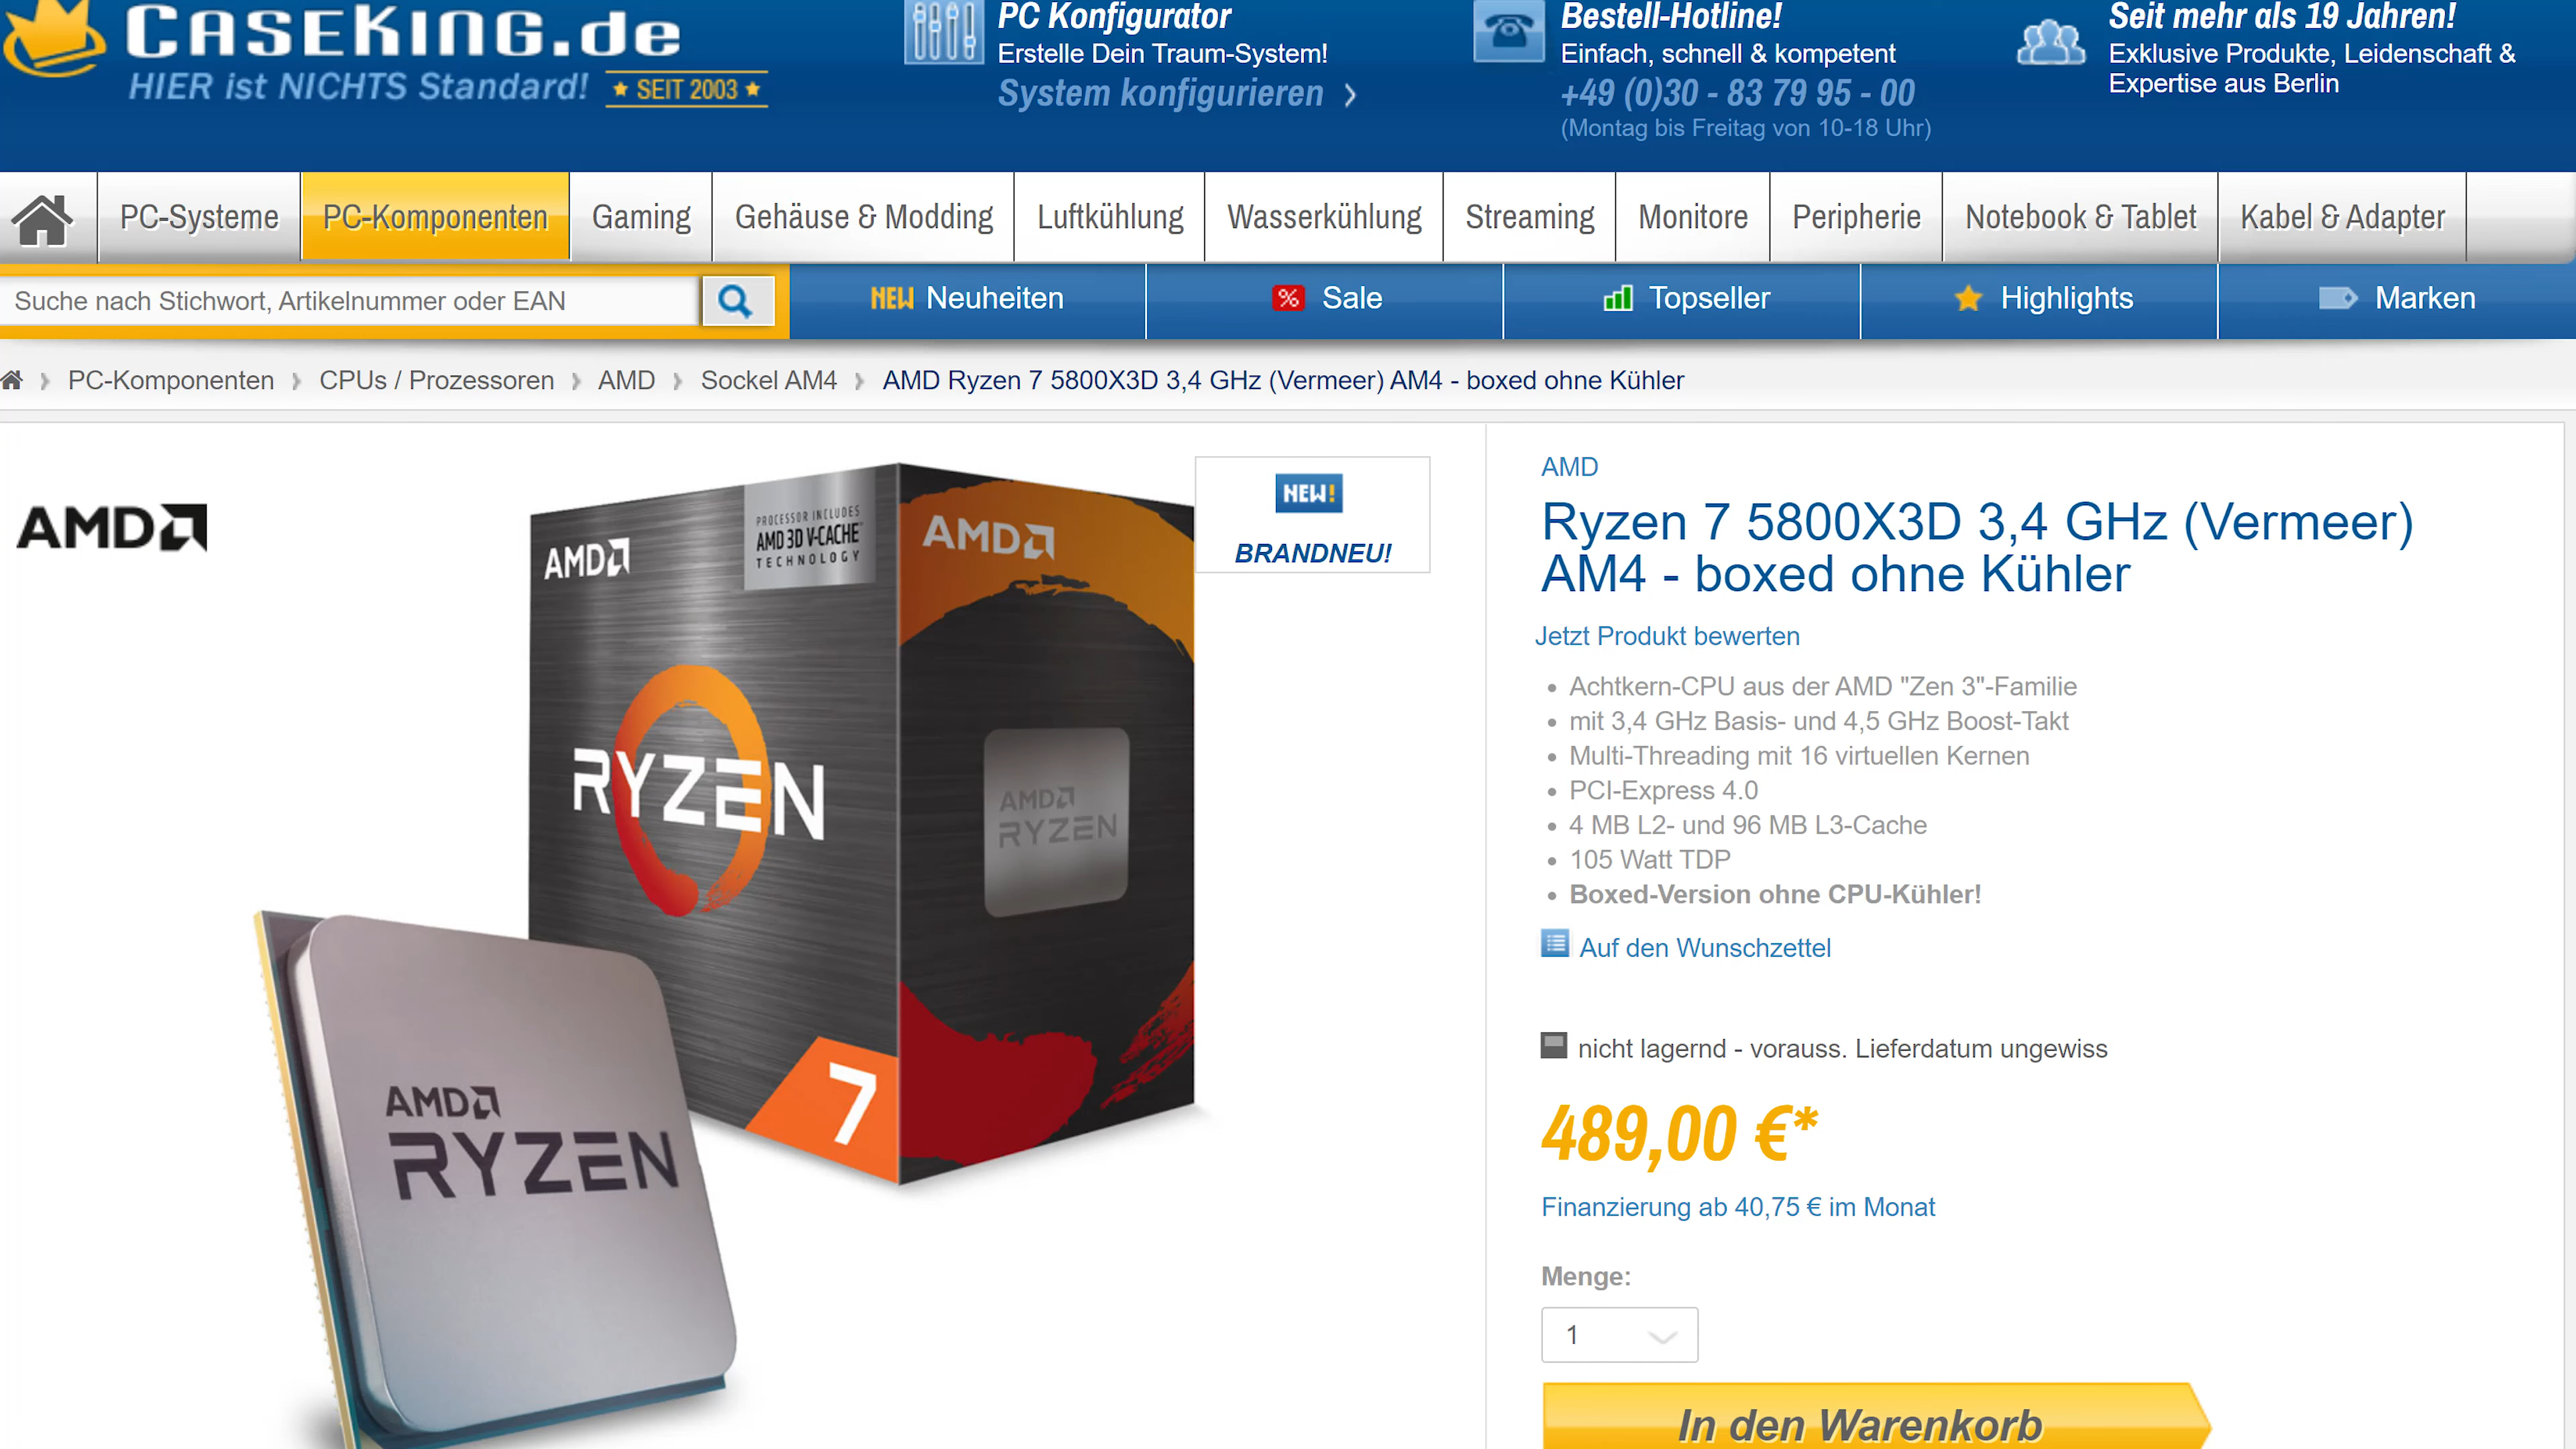 CASEKING.de
HIER ist NICHTS Standard!
SEIT 2003
PC Konfigurator
Erstelle Dein Traum-System!
System konfigurieren
Bestell-Hotline!
Einfach, schnell & kompetent
+49 (0)30 - 83 79 95 - 00
(Montag bis Freitag von 10-18 Uhr)
Seit mehr als 19 Jahren!
Exklusive Produkte, Leidenschaft &
Expertise aus Berlin
PC-Systeme
PC-Komponenten
Gaming
Gehäuse & Modding
Luftkühlung
Wasserkühlung
Streaming
Monitore
Peripherie
Notebook & Tablet
Kabel & Adapter
Suche nach Stichwort, Artikelnummer oder EAN
NEW Neuheiten
% Sale
Topseller
Highlights
Marken
PC-Komponenten
CPUs / Prozessoren
AMD
Sockel AM4
AMD Ryzen 7 5800X3D 3,4 GHz (Vermeer) AM4 - boxed ohne Kühler
AMD
AMD
PROCESSOR INCLUDES
AMD 3D V-CACHE
TECHNOLOGY
RYZEN
7
AMD
AMD
RYZEN
AMD
RYZEN
NEW!
BRANDNEU!
AMD
Ryzen 7 5800X3D 3,4 GHz (Vermeer)
AM4 - boxed ohne Kühler
Jetzt Produkt bewerten
• Achtkern-CPU aus der AMD "Zen 3"-Familie
• mit 3,4 GHz Basis- und 4,5 GHz Boost-Takt
• Multi-Threading mit 16 virtuellen Kernen
• PCI-Express 4.0
• 4 MB L2- und 96 MB L3-Cache
• 105 Watt TDP
• Boxed-Version ohne CPU-Kühler!
Auf den Wunschzettel
nicht lagernd - vorauss. Lieferdatum ungewiss
489,00 €*
Finanzierung ab 40,75 € im Monat
Menge:
1
In den Warenkorb